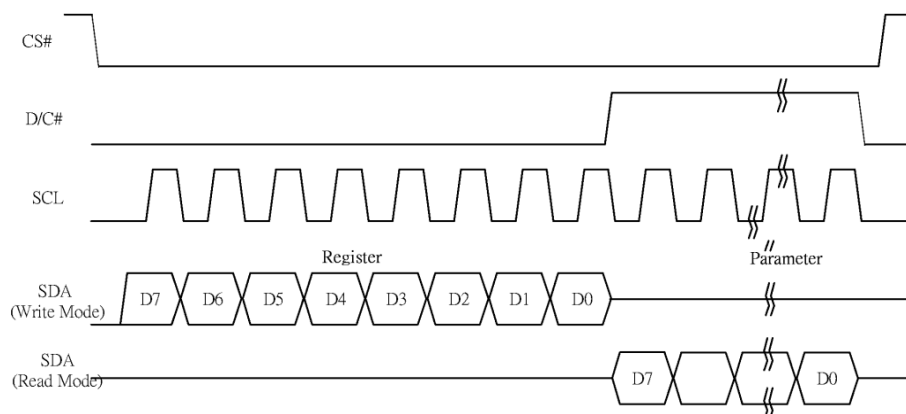 CS#
D/C#
SCL
Register Parameter
SDA
(Write Mode)
D7 D6 D5 D4 D3 D2 D1 D0
SDA
(Read Mode)
D7 D0